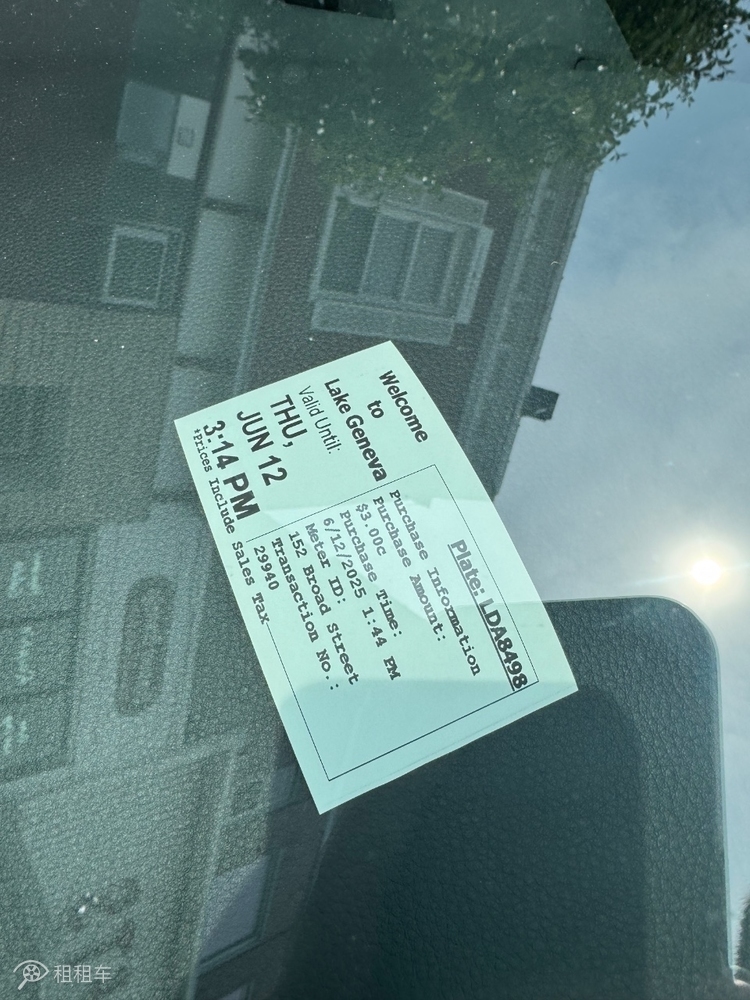 Welcome
to
Lake Geneva
Valid Until:
THU,
JUN 12
3:14 PM
*Prices Include Sales Tax
Plate: LDA8498
Purchase Information
Purchase Amount:
$3.00c
Purchase Time:
6/12/2025 1:44 PM
Meter ID:
152 Broad Street
Transaction No.:
29940
租租车